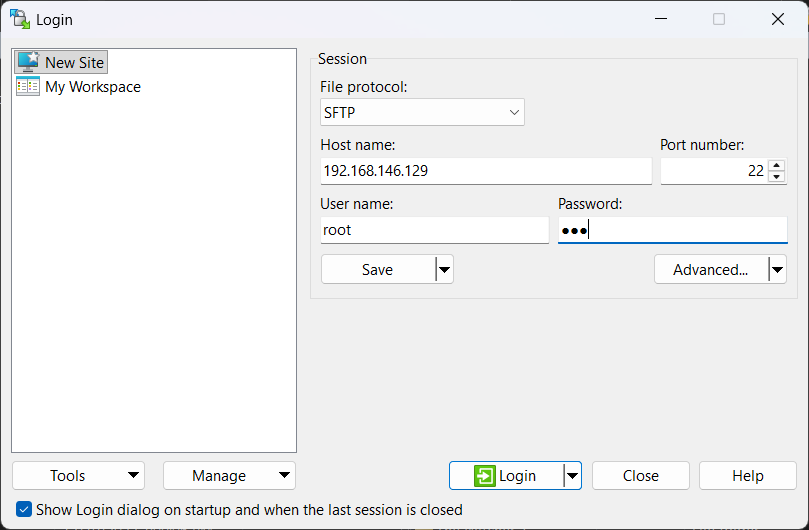 Login
New Site
My Workspace
Session
File protocol:
SFTP
Host name:
Port number:
192.168.146.129
22
User name:
Password:
root
●●●
Save
Advanced...
Tools
Manage
Login
Close
Help
Show Login dialog on startup and when the last session is closed